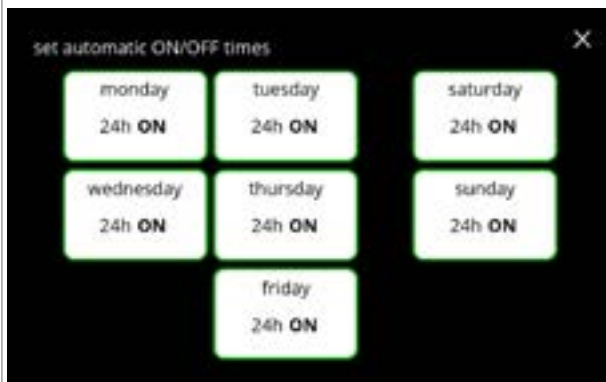 set automatic ON/OFF times
monday
24h ON
tuesday
24h ON
saturday
24h ON
wednesday
24h ON
thursday
24h ON
sunday
24h ON
friday
24h ON